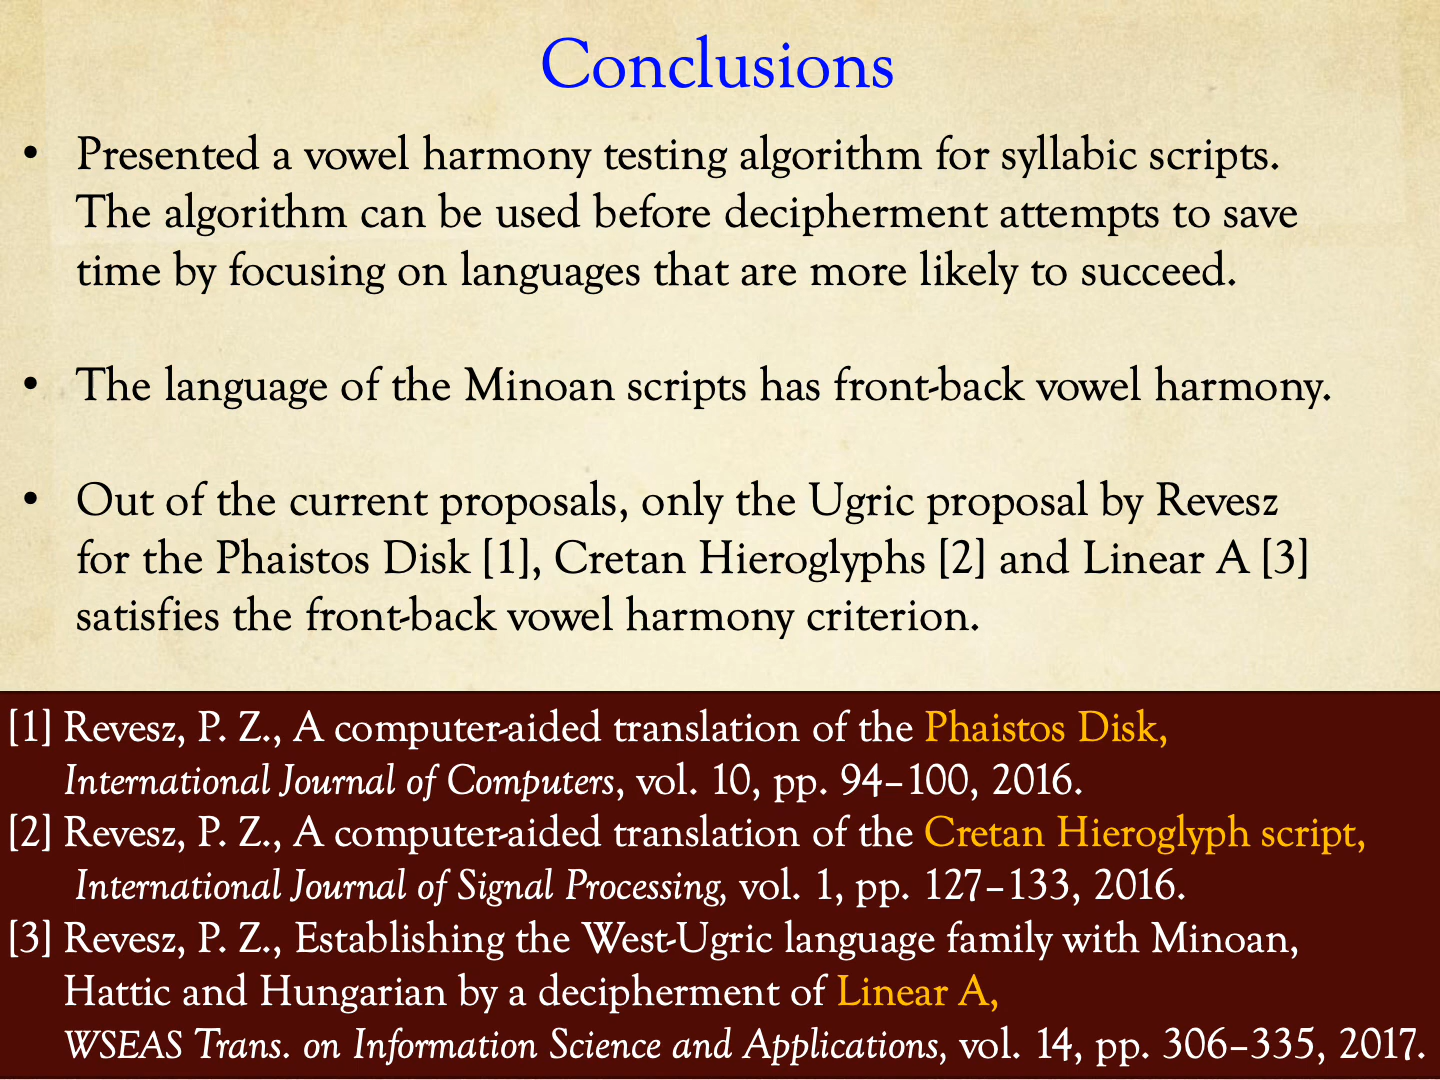 Conclusions
• Presented a vowel harmony testing algorithm for syllabic scripts.
The algorithm can be used before decipherment attempts to save
time by focusing on languages that are more likely to succeed.
• The language of the Minoan scripts has front-back vowel harmony.
• Out of the current proposals, only the Ugric proposal by Revesz
for the Phaistos Disk [1], Cretan Hieroglyphs [2] and Linear A [3]
satisfies the front-back vowel harmony criterion.
[1] Revesz, P. Z., A computer-aided translation of the Phaistos Disk,
International Journal of Computers, vol. 10, pp. 94–100, 2016.
[2] Revesz, P. Z., A computer-aided translation of the Cretan Hieroglyph script,
International Journal of Signal Processing, vol. 1, pp. 127–133, 2016.
[3] Revesz, P. Z., Establishing the West-Ugric language family with Minoan,
Hattic and Hungarian by a decipherment of Linear A,
WSEAS Trans. on Information Science and Applications, vol. 14, pp. 306–335, 2017.